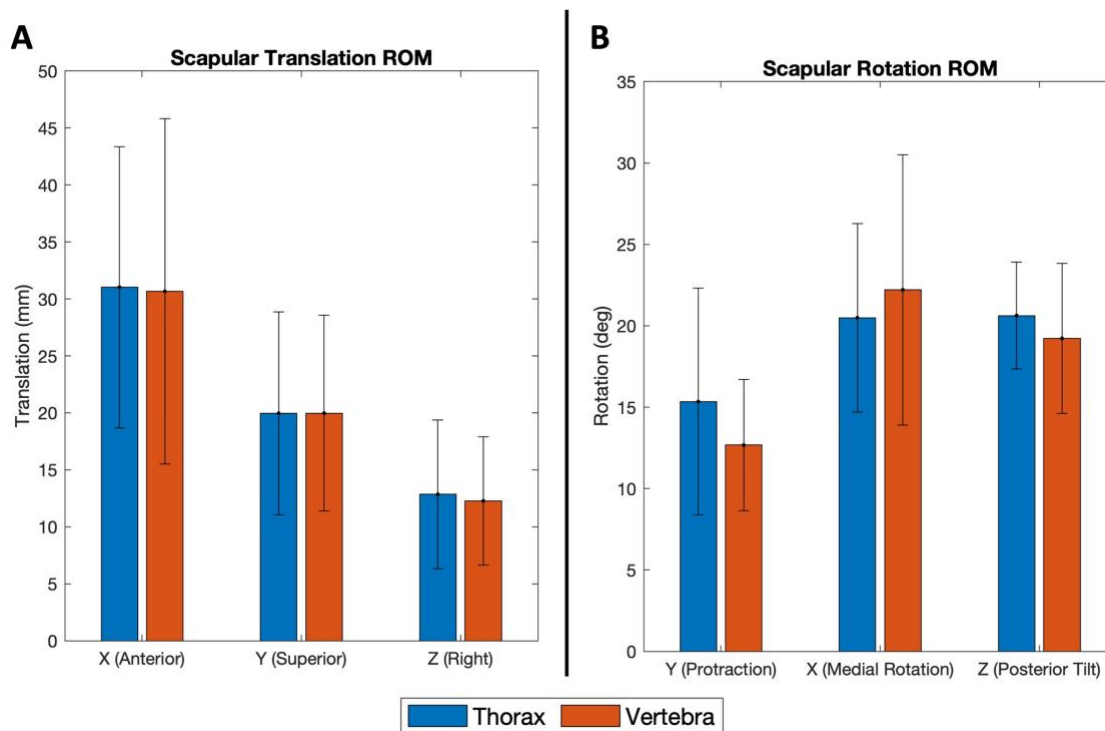 A
Scapular Translation ROM
50
45
40
35
30
25
20
15
10
5
0
Translation (mm)
X (Anterior) Y (Superior) Z (Right)
B
Scapular Rotation ROM
35
30
25
20
15
10
5
0
Rotation (deg)
Y (Protraction) X (Medial Rotation) Z (Posterior Tilt)
Thorax Vertebra